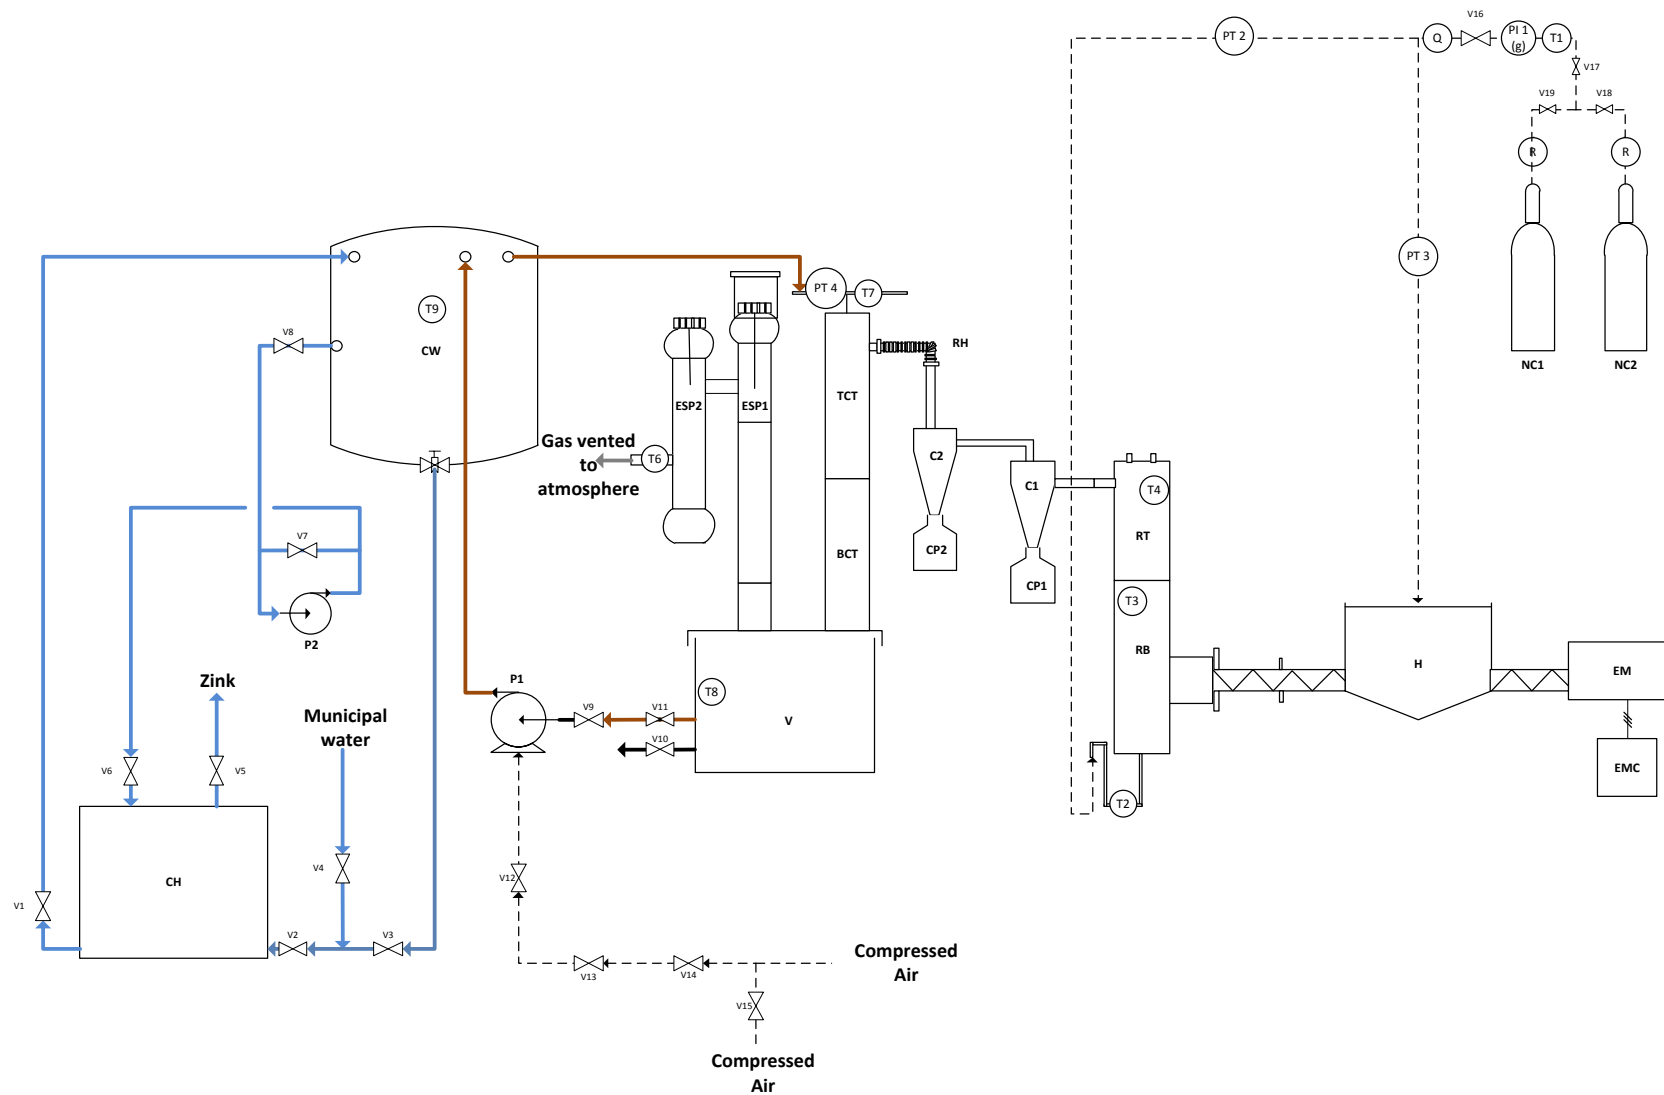 V16
PT 2
Q
PI 1
(g)
T1
V17
V19
V18
R
R
PT 3
NC1
NC2
T9
CW
V8
PT 4
T7
RH
ESP2
ESP1
TCT
Gas vented
to
atmosphere
T6
C2
C1
T4
RT
V7
BCT
CP2
CP1
T3
P2
RB
H
EM
Zink
P1
T8
V9
V11
V
Municipal
water
V10
V6
V5
EMC
T2
V4
CH
V12
V1
V2
V3
Compressed
Air
V13
V14
V15
Compressed
Air